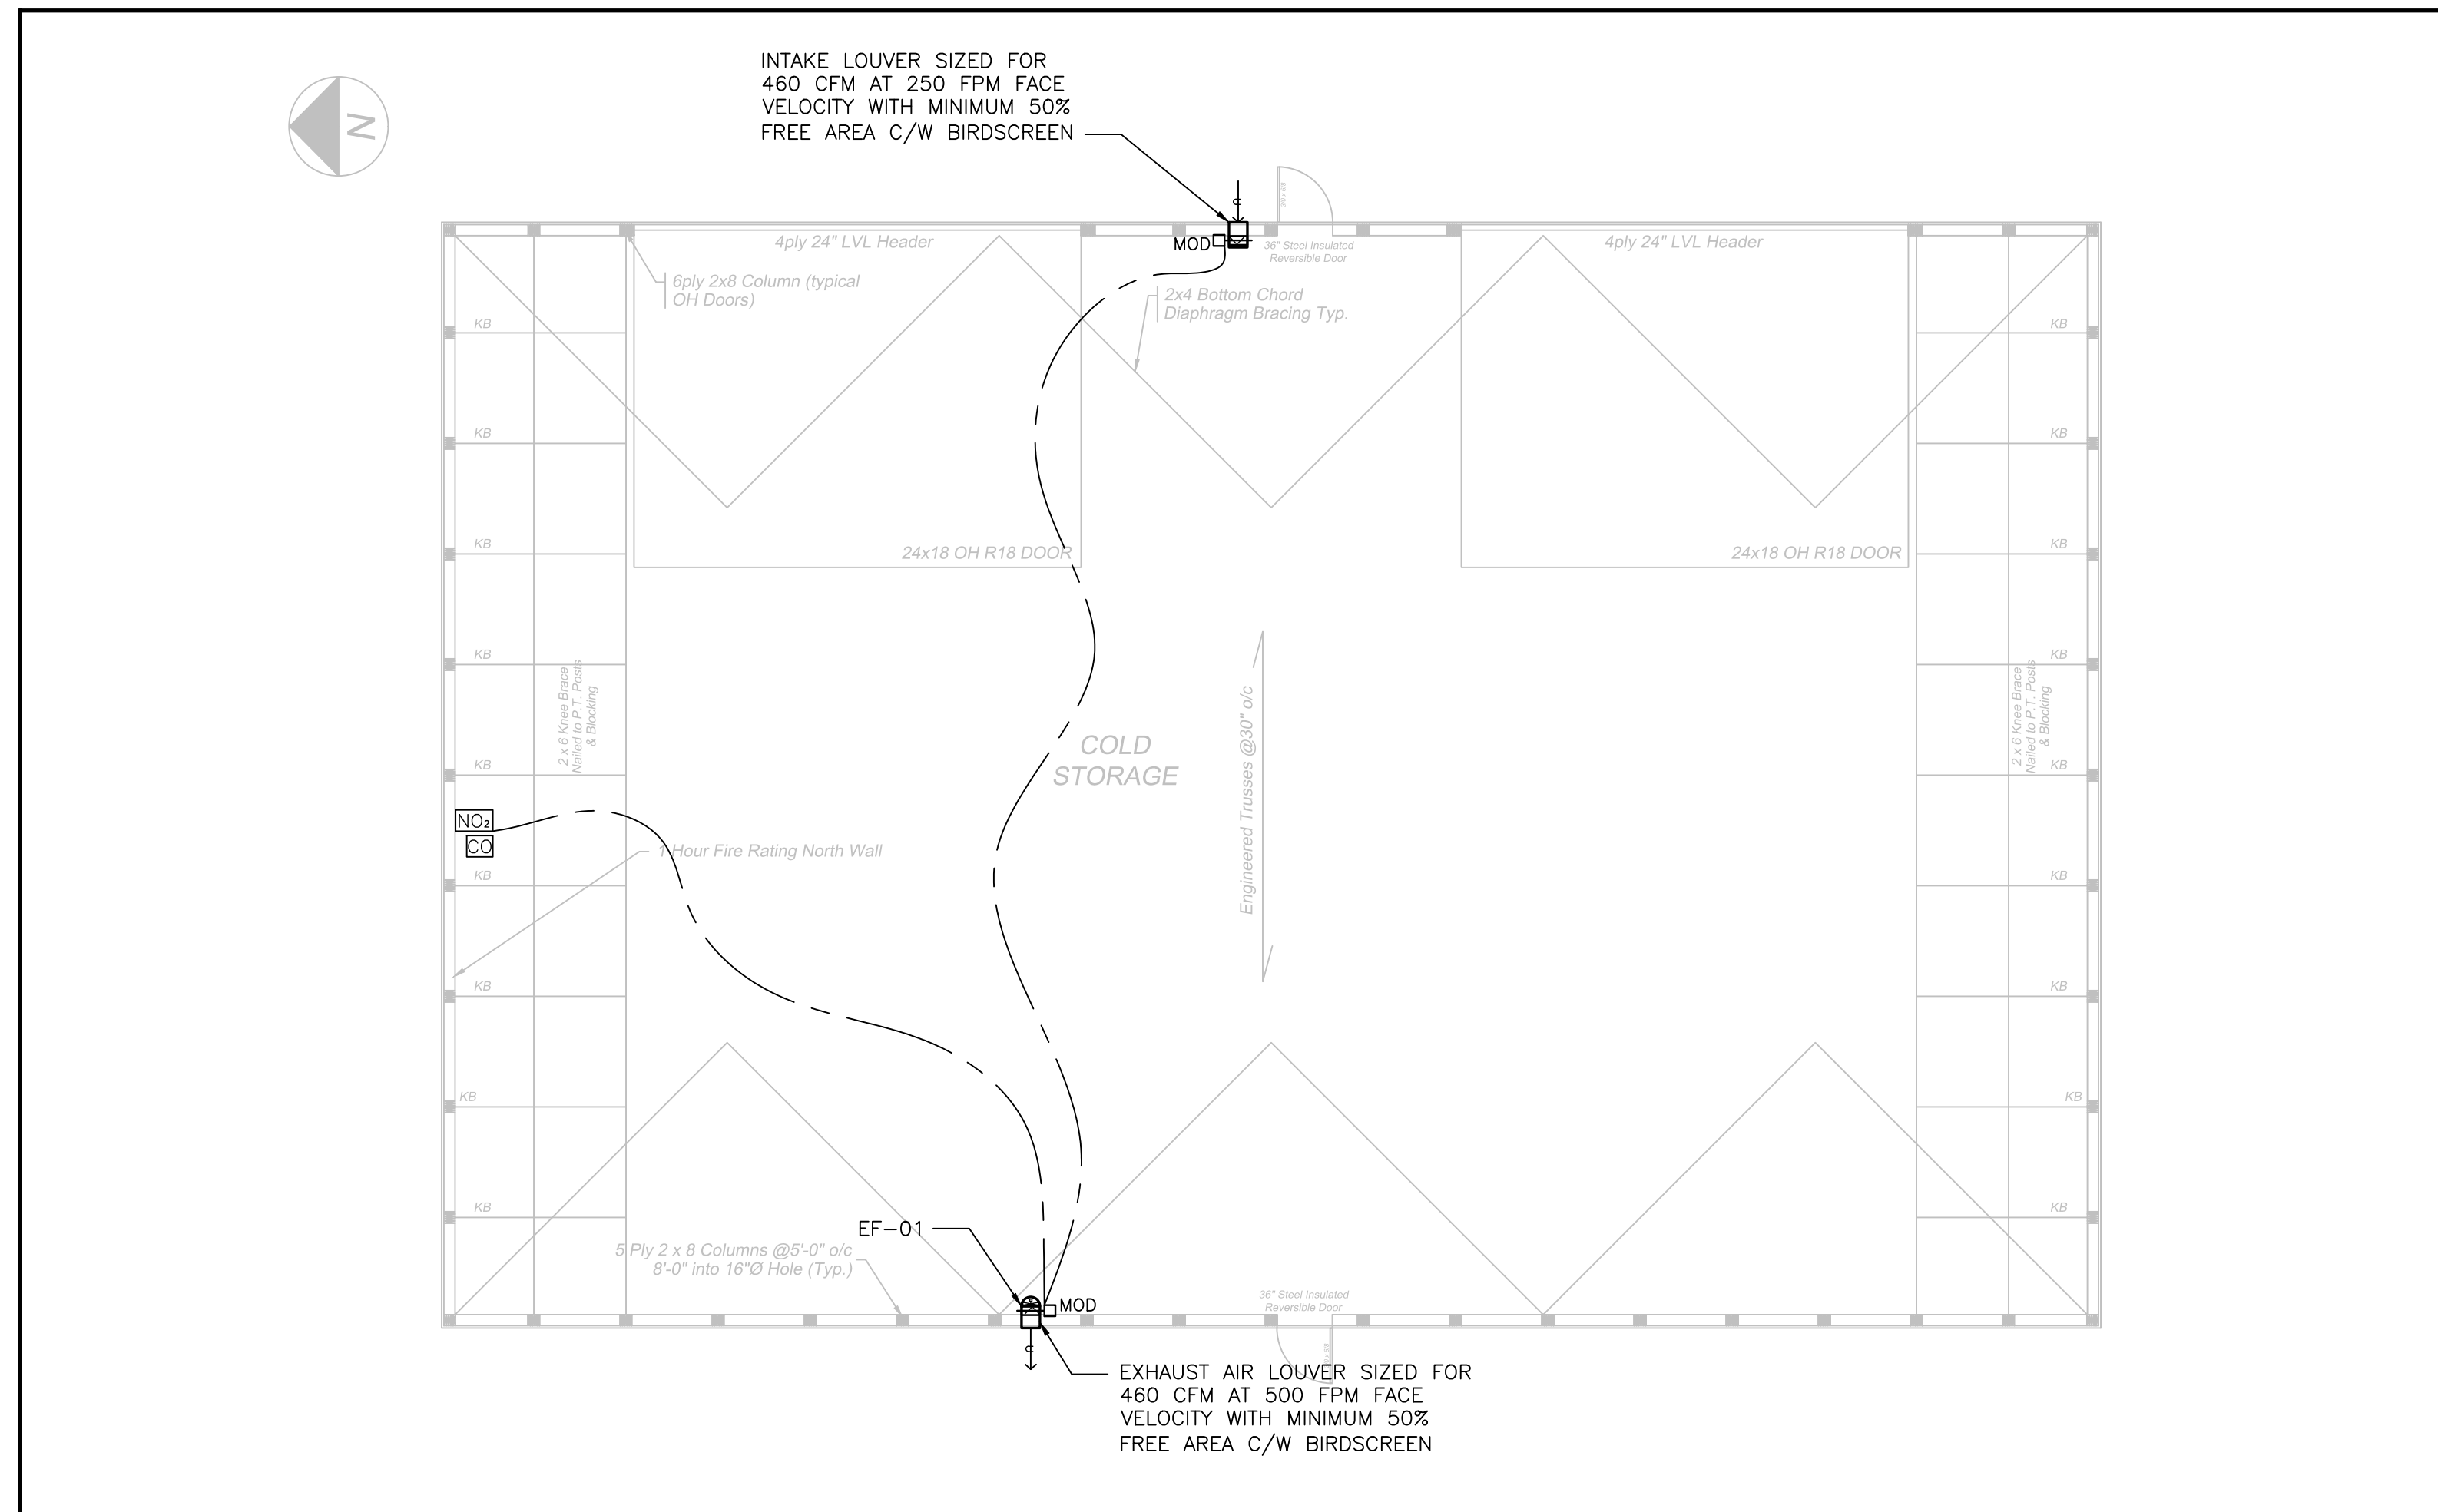 INTAKE LOUVER SIZED FOR
460 CFM AT 250 FPM FACE
VELOCITY WITH MINIMUM 50%
FREE AREA C/W BIRDSCREEN
N
4ply 24" LVL Header
MOD
36" Steel Insulated
Reversible Door
4ply 24" LVL Header
6ply 2x8 Column (typical
OH Doors)
2x4 Bottom Chord
Diaphragm Bracing Typ.
KB
KB
KB
KB
KB
KB
24x18 OH R18 DOOR
24x18 OH R18 DOOR
KB
KB
2 x 6 Knee Brace
Nailed to P.T. Posts
& Blocking
Engineered Trusses @30" o/c
2 x 6 Knee Brace
Nailed to P.T. Posts
& Blocking
COLD
STORAGE
KB
KB
NO₂
CO
1 Hour Fire Rating North Wall
KB
KB
KB
KB
KB
KB
KB
KB
EF-01
5 Ply 2 x 8 Columns @5'-0" o/c
8'-0" into 16"Ø Hole (Typ.)
36" Steel Insulated
Reversible Door
MOD
EXHAUST AIR LOUVER SIZED FOR
460 CFM AT 500 FPM FACE
VELOCITY WITH MINIMUM 50%
FREE AREA C/W BIRDSCREEN